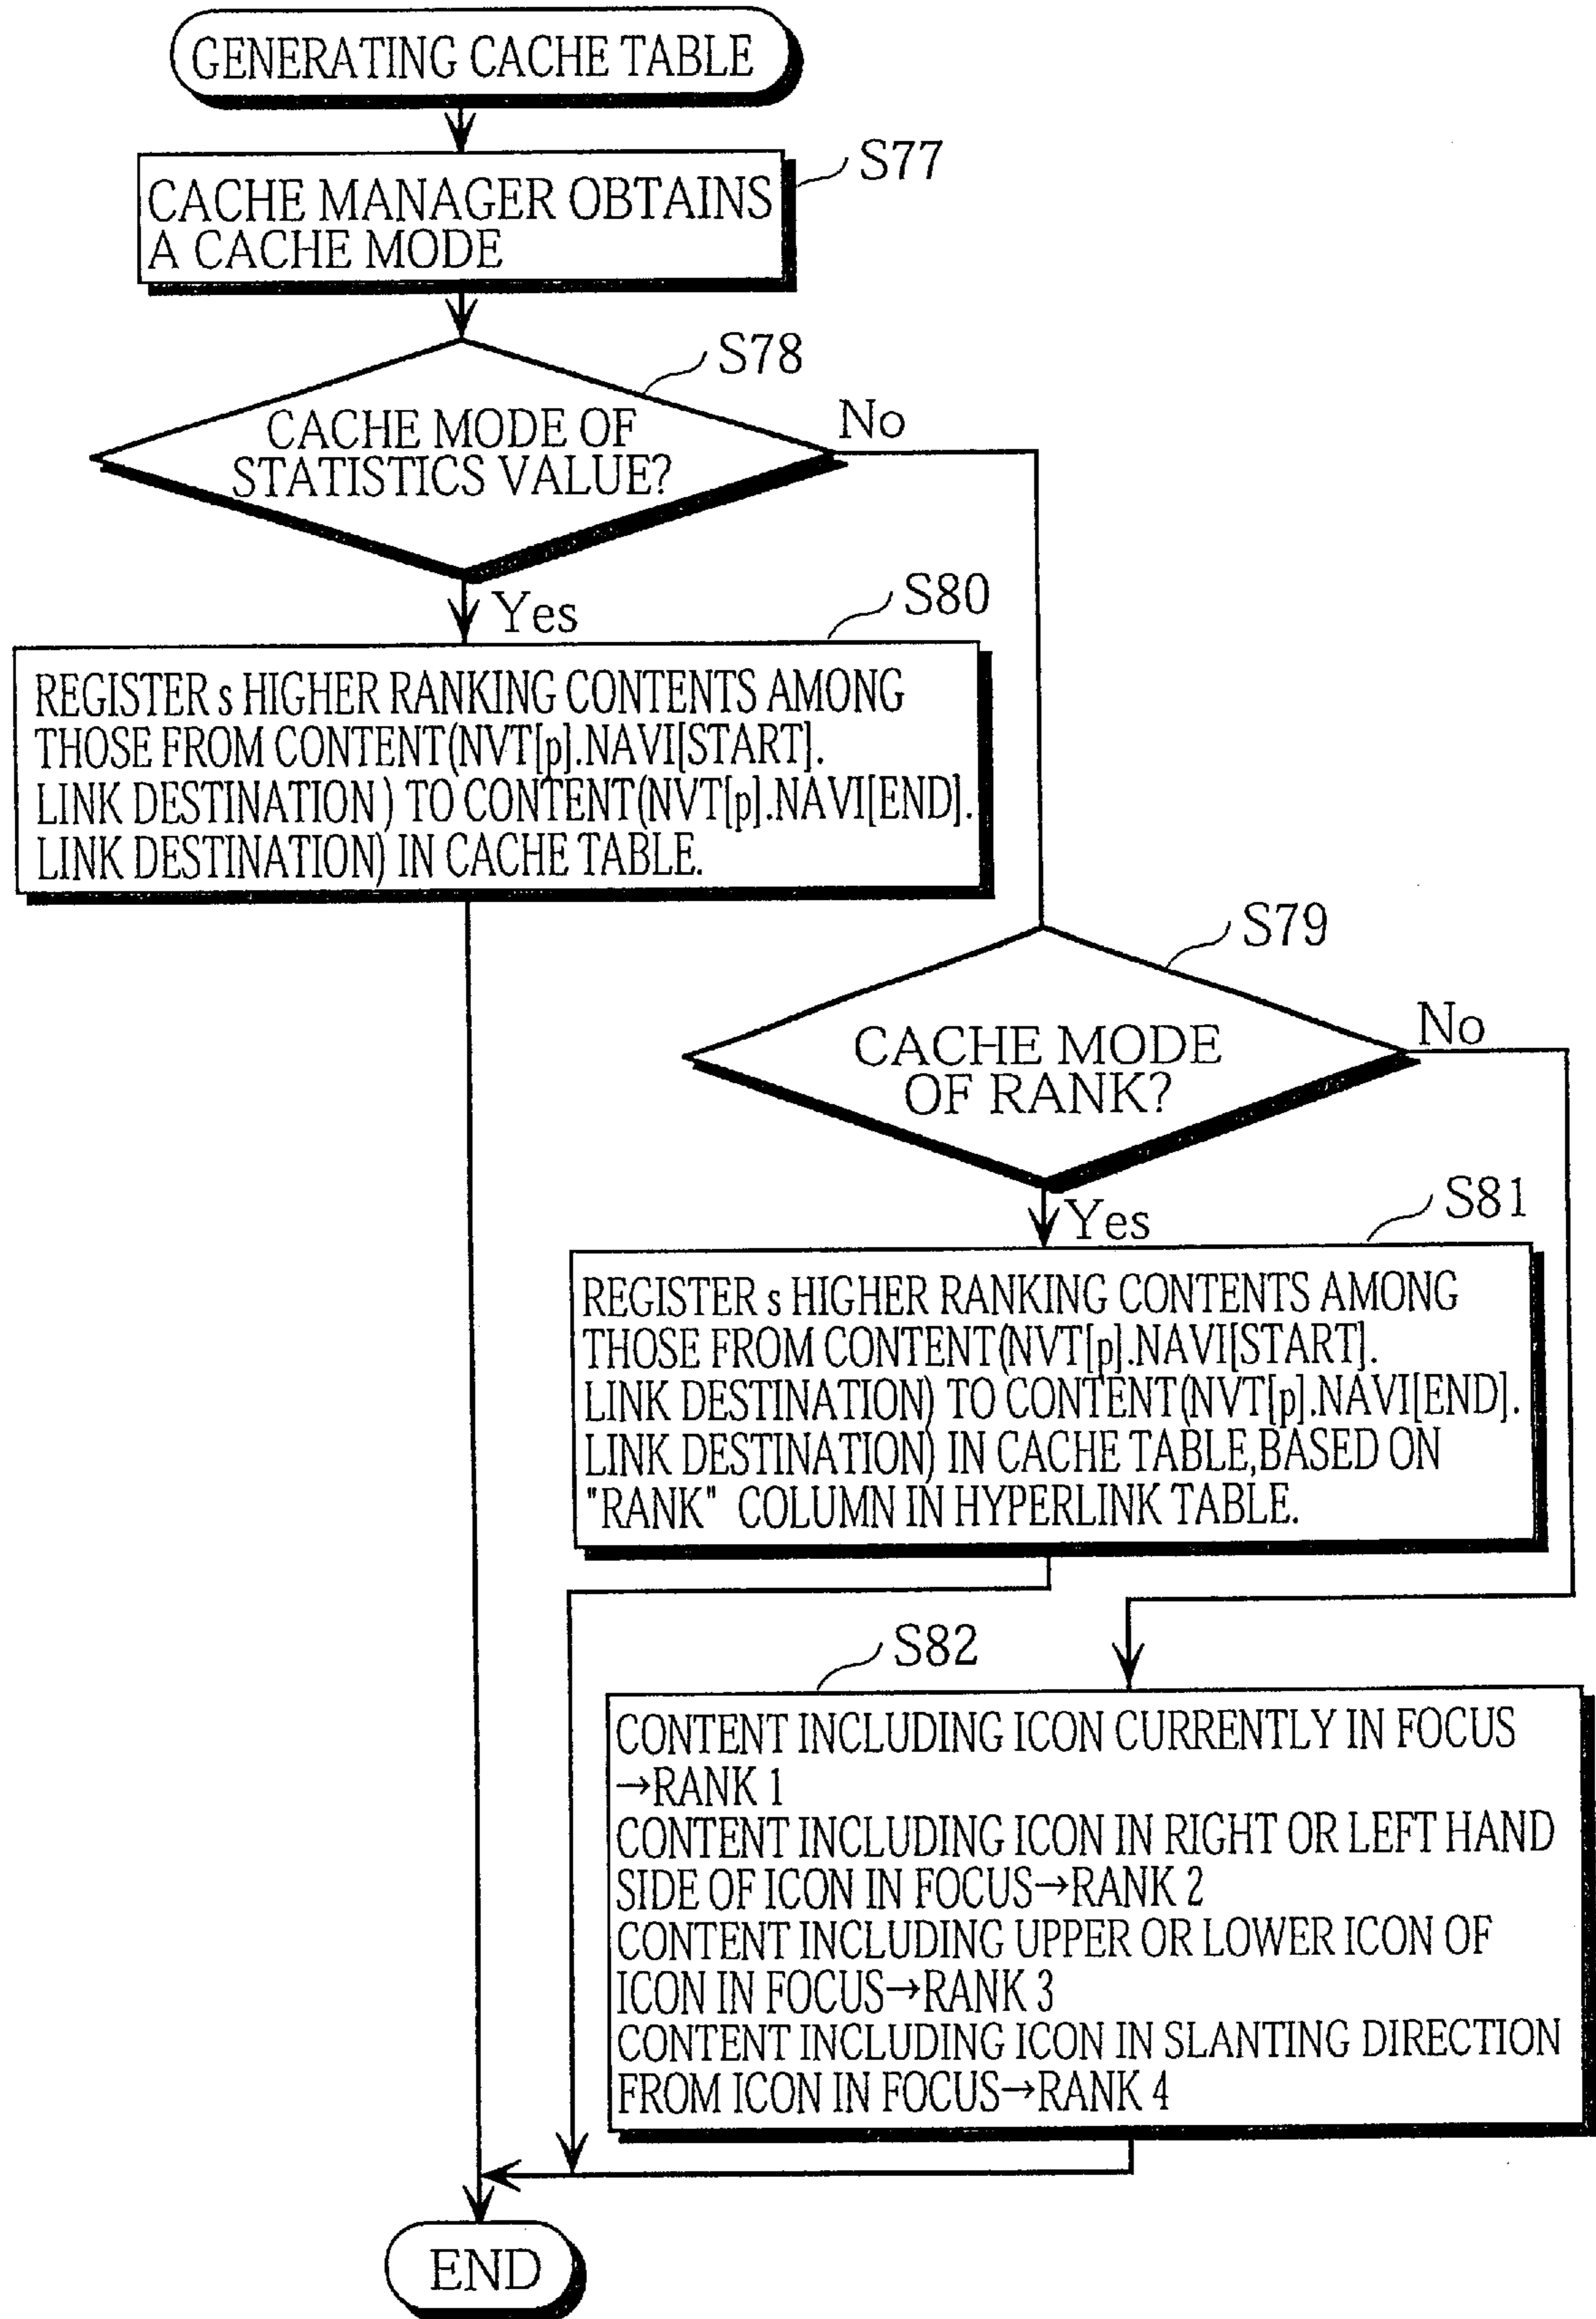 GENERATING CACHE TABLE
S77
CACHE MANAGER OBTAINS
A CACHE MODE
S78
CACHE MODE OF
STATISTICS VALUE?
No
Yes
S80
REGISTER s HIGHER RANKING CONTENTS AMONG
THOSE FROM CONTENT(NVT[p].NAVI[START].
LINK DESTINATION ) TO CONTENT(NVT[p].NAVI[END].
LINK DESTINATION) IN CACHE TABLE.
S79
CACHE MODE
OF RANK?
No
Yes
S81
REGISTER s HIGHER RANKING CONTENTS AMONG
THOSE FROM CONTENT(NVT[p].NAVI[START].
LINK DESTINATION) TO CONTENT(NVT[p].NAVI[END].
LINK DESTINATION) IN CACHE TABLE,BASED ON
"RANK" COLUMN IN HYPERLINK TABLE.
S82
CONTENT INCLUDING ICON CURRENTLY IN FOCUS
→RANK 1
CONTENT INCLUDING ICON IN RIGHT OR LEFT HAND
SIDE OF ICON IN FOCUS→RANK 2
CONTENT INCLUDING UPPER OR LOWER ICON OF
ICON IN FOCUS→RANK 3
CONTENT INCLUDING ICON IN SLANTING DIRECTION
FROM ICON IN FOCUS→RANK 4
END